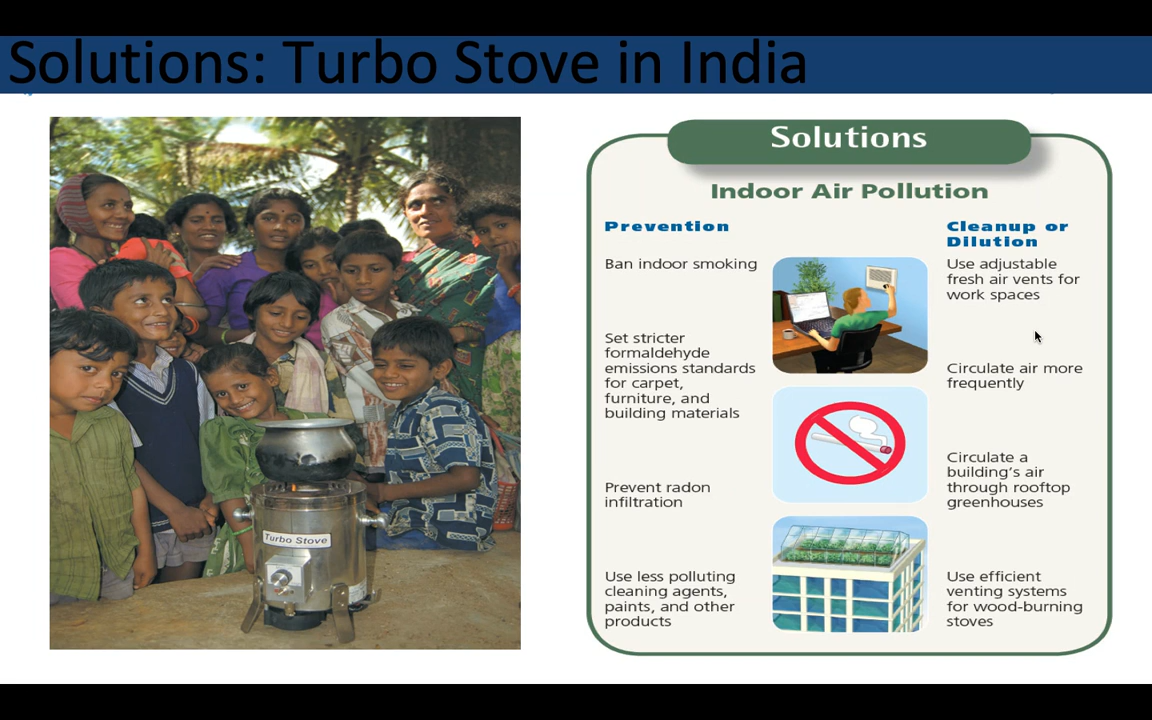 Solutions: Turbo Stove in India
Turbo Stove
Solutions
Indoor Air Pollution
Prevention
Ban indoor smoking
Set stricter
formaldehyde
emissions standards
for carpet,
furniture, and
building materials
Prevent radon
infiltration
Use less polluting
cleaning agents,
paints, and other
products
Cleanup or
Dilution
Use adjustable
fresh air vents for
work spaces
Circulate air more
frequently
Circulate a
building's air
through rooftop
greenhouses
Use efficient
venting systems
for wood-burning
stoves